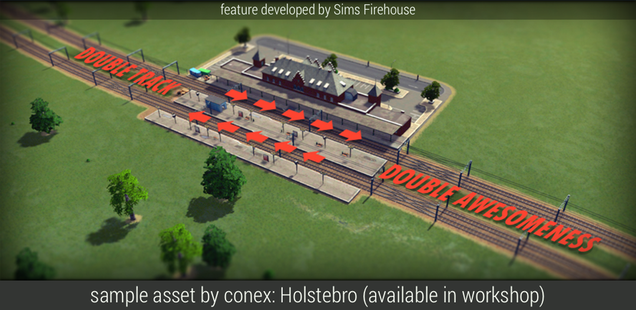 feature developed by Sims Firehouse
DOUBLE TRACK.
DOUBLE AWESOMENESS
sample asset by conex: Holstebro (available in workshop)